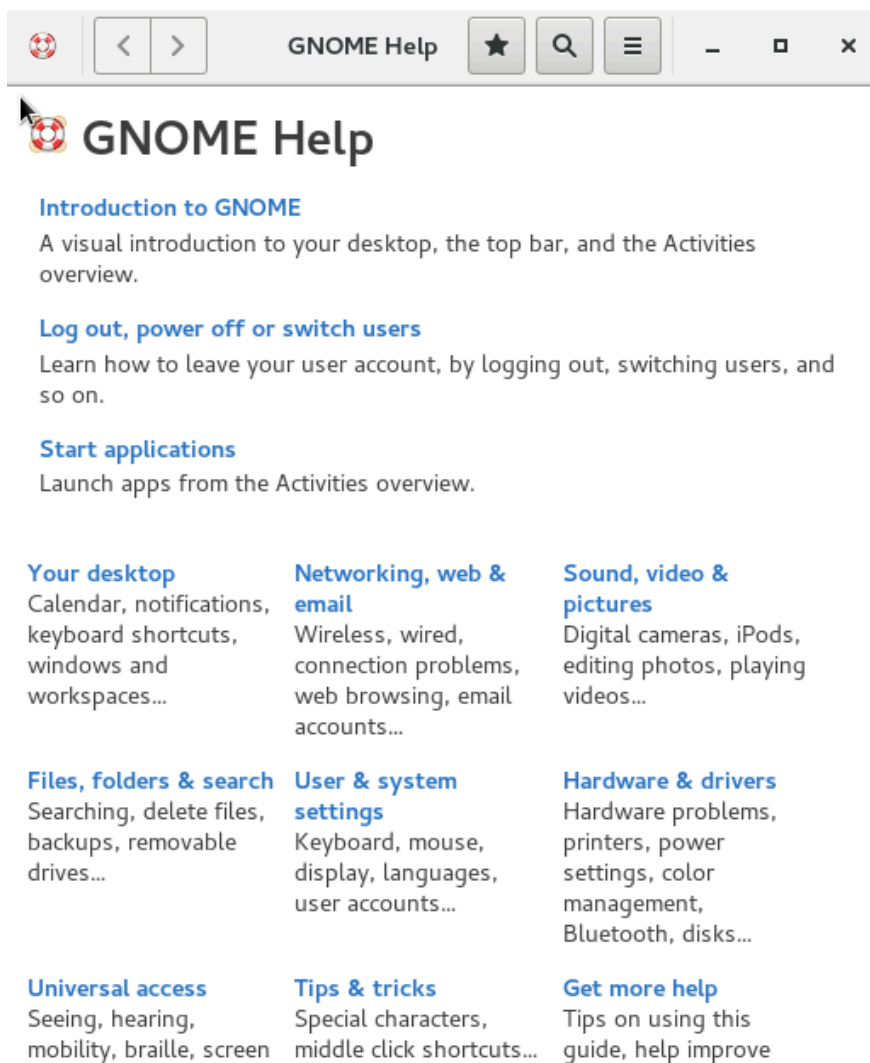 GNOME Help
GNOME Help
Introduction to GNOME
A visual introduction to your desktop, the top bar, and the Activities
overview.
Log out, power off or switch users
Learn how to leave your user account, by logging out, switching users, and
so on.
Start applications
Launch apps from the Activities overview.
Your desktop
Calendar, notifications,
keyboard shortcuts,
windows and
workspaces...
Networking, web &
email
Wireless, wired,
connection problems,
web browsing, email
accounts...
Sound, video &
pictures
Digital cameras, iPods,
editing photos, playing
videos...
Files, folders & search
Searching, delete files,
backups, removable
drives...
User & system
settings
Keyboard, mouse,
display, languages,
user accounts...
Hardware & drivers
Hardware problems,
printers, power
settings, color
management,
Bluetooth, disks...
Universal access
Seeing, hearing,
mobility, braille, screen
Tips & tricks
Special characters,
middle click shortcuts...
Get more help
Tips on using this
guide, help improve